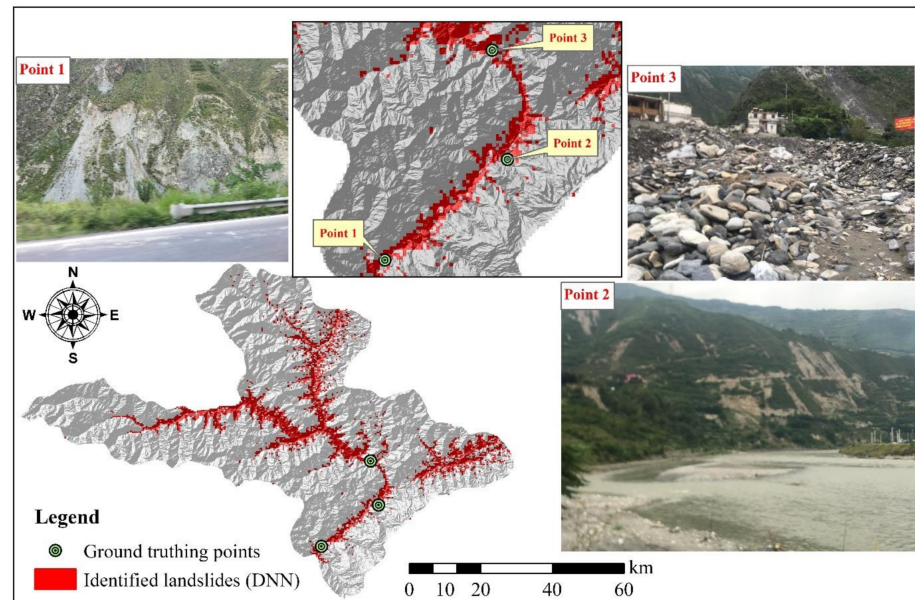 Point 1
Point 3
Point 2
Point 1
Point 3
Point 2
N
W E
S
Legend
Ground truthing points
Identified landslides (DNN)
km
0 10 20 40 60